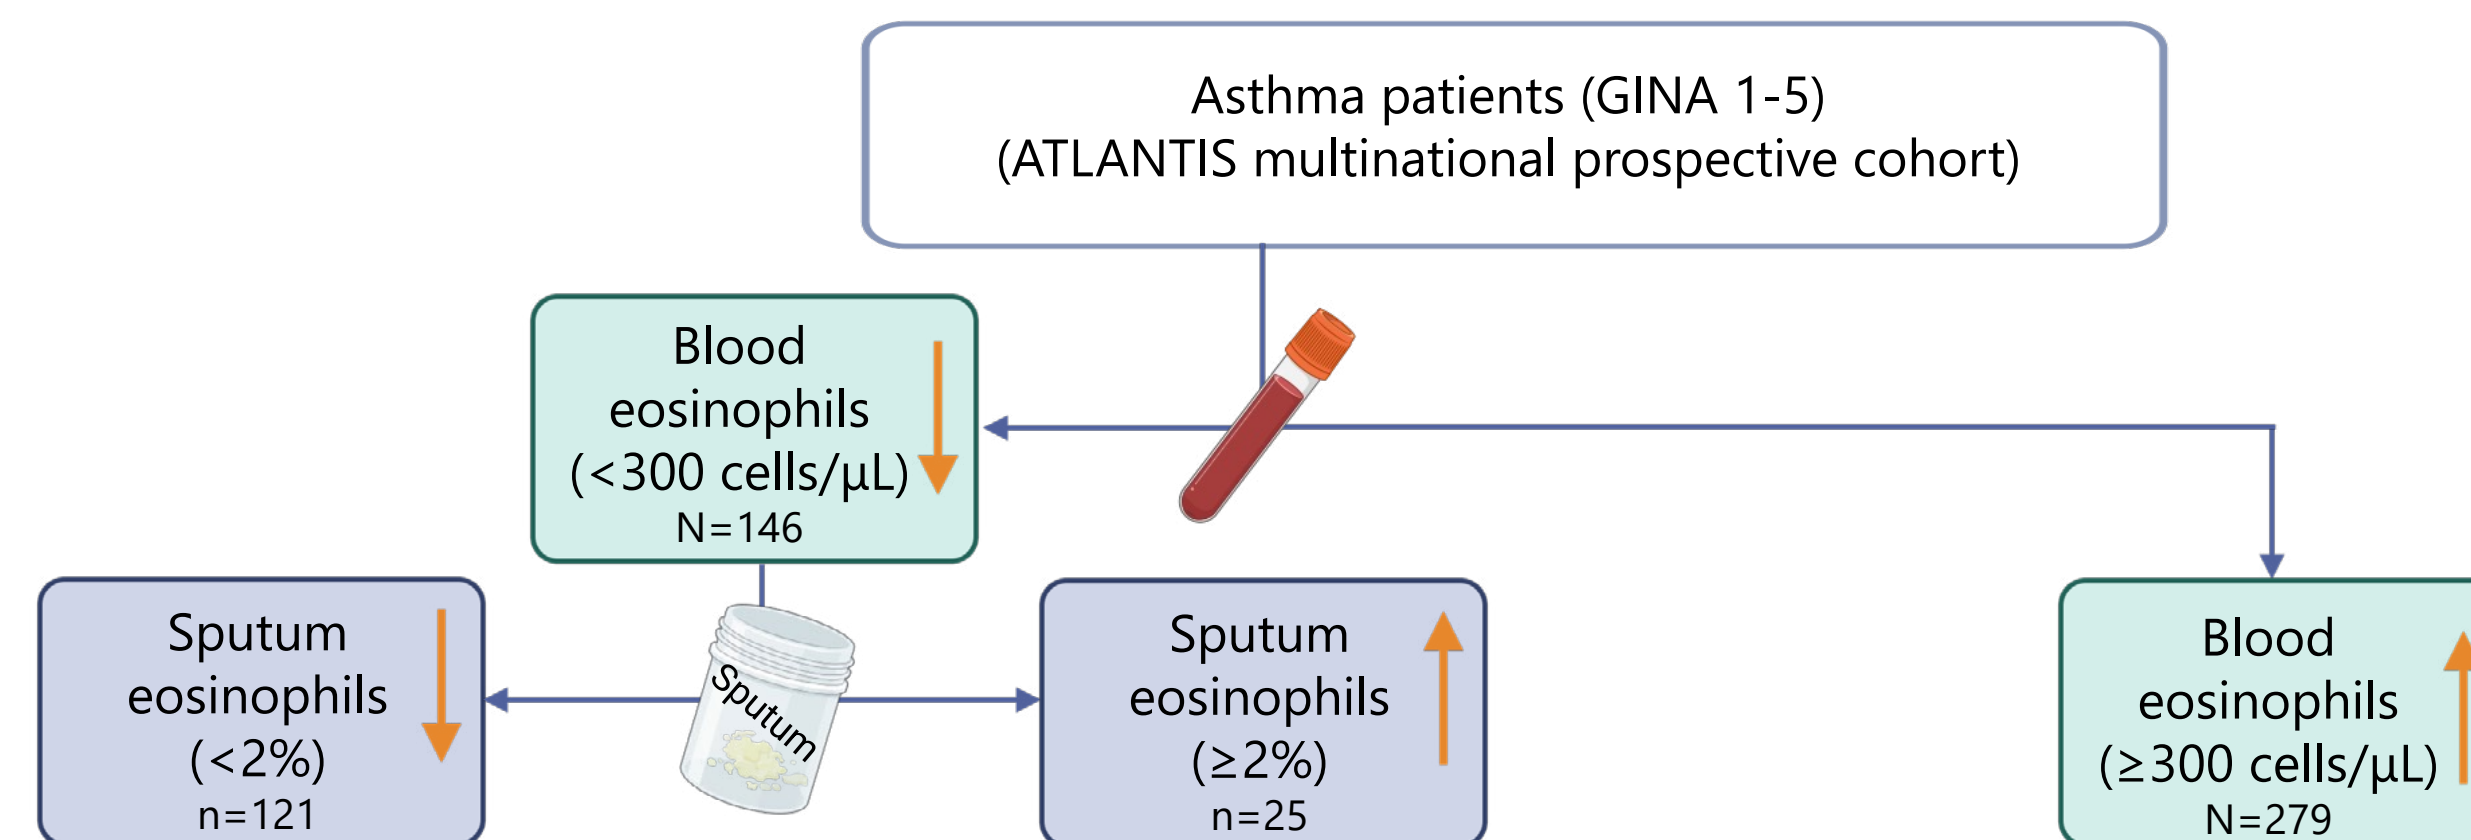 Asthma patients (GINA 1-5)
(ATLANTIS multinational prospective cohort)
Blood
eosinophils
(<300 cells/µL)
N=146
Sputum
eosinophils
(<2%)
n=121
Sputum
Sputum
eosinophils
(≥2%)
n=25
Blood
eosinophils
(≥300 cells/µL)
N=279